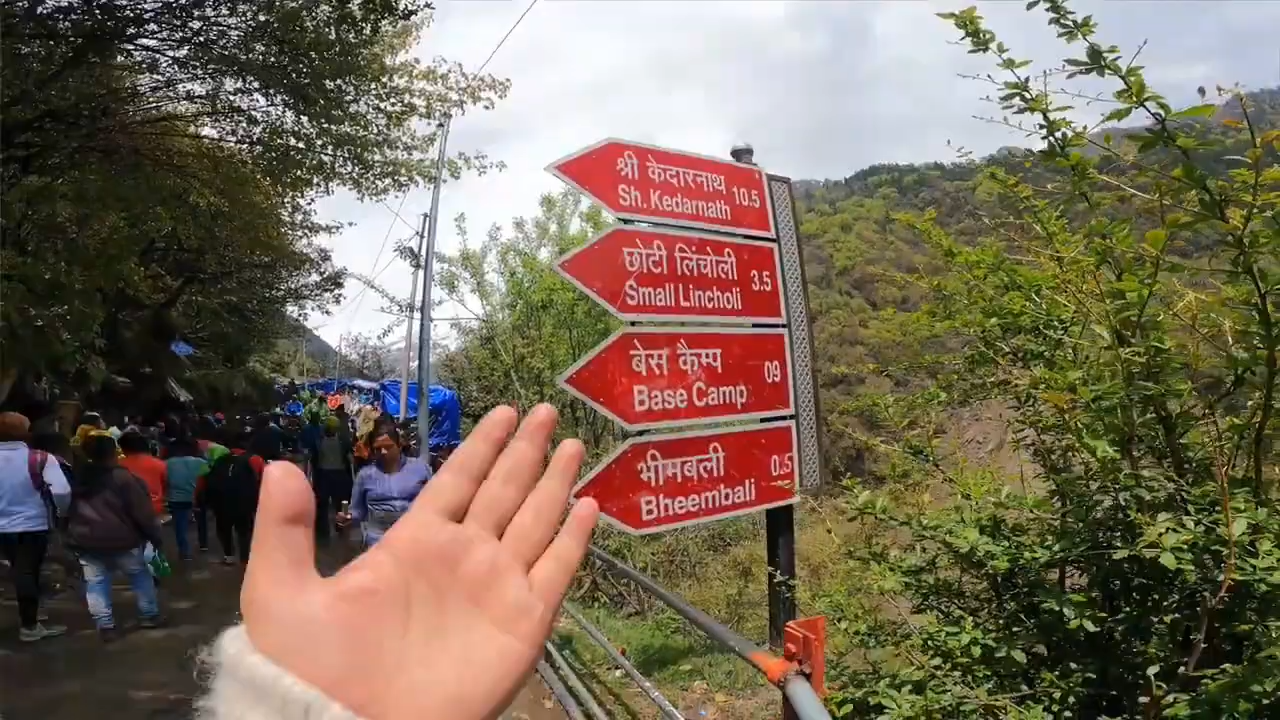 श्री केदारनाथ 10.5
Sh. Kedarnath
छोटी लिंचोली 3.5
Small Lincholi
बेस कैम्प 09
Base Camp
भीमबली 0.5
Bheembali